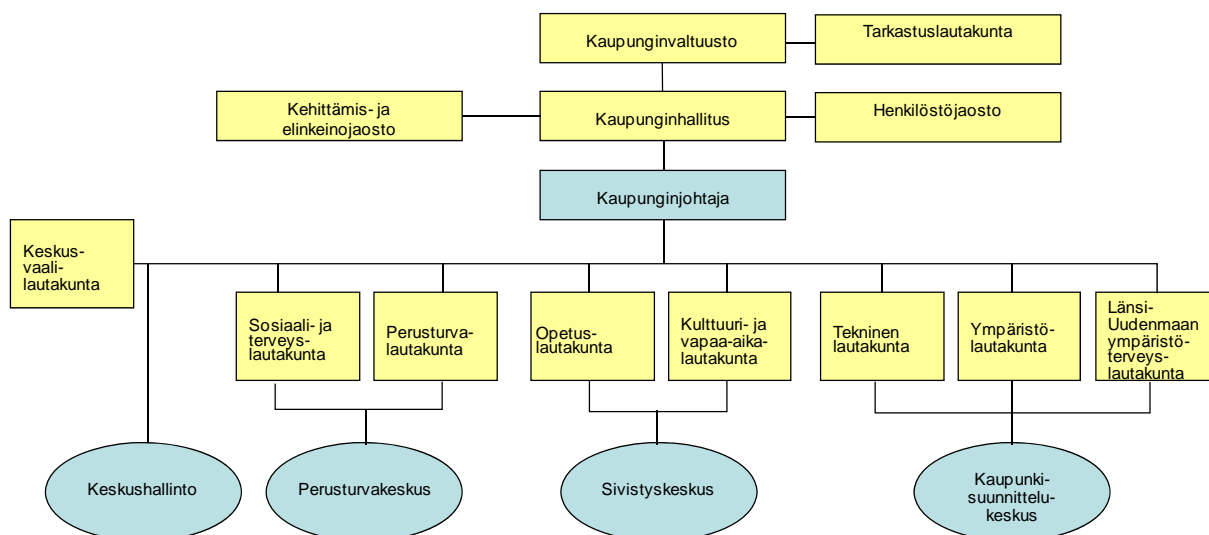 Kaupunginvaltuusto
Tarkastuslautakunta
Kehittämis- ja
elinkeinojaosto
Kaupunginhallitus
Henkilöstöjaosto
Kaupunginjohtaja
Keskus-
vaali-
lautakunta
Sosiaali- ja
terveys-
lautakunta
Perusturva-
lautakunta
Opetus-
lautakunta
Kulttuuri- ja
vapaa-aika-
lautakunta
Tekninen
lautakunta
Ympäristö-
lautakunta
Länsi-
Uudenmaan
ympäristö-
terveys-
lautakunta
Keskushallinto
Perusturvakeskus
Sivistyskeskus
Kaupunki-
suunnittelu-
keskus